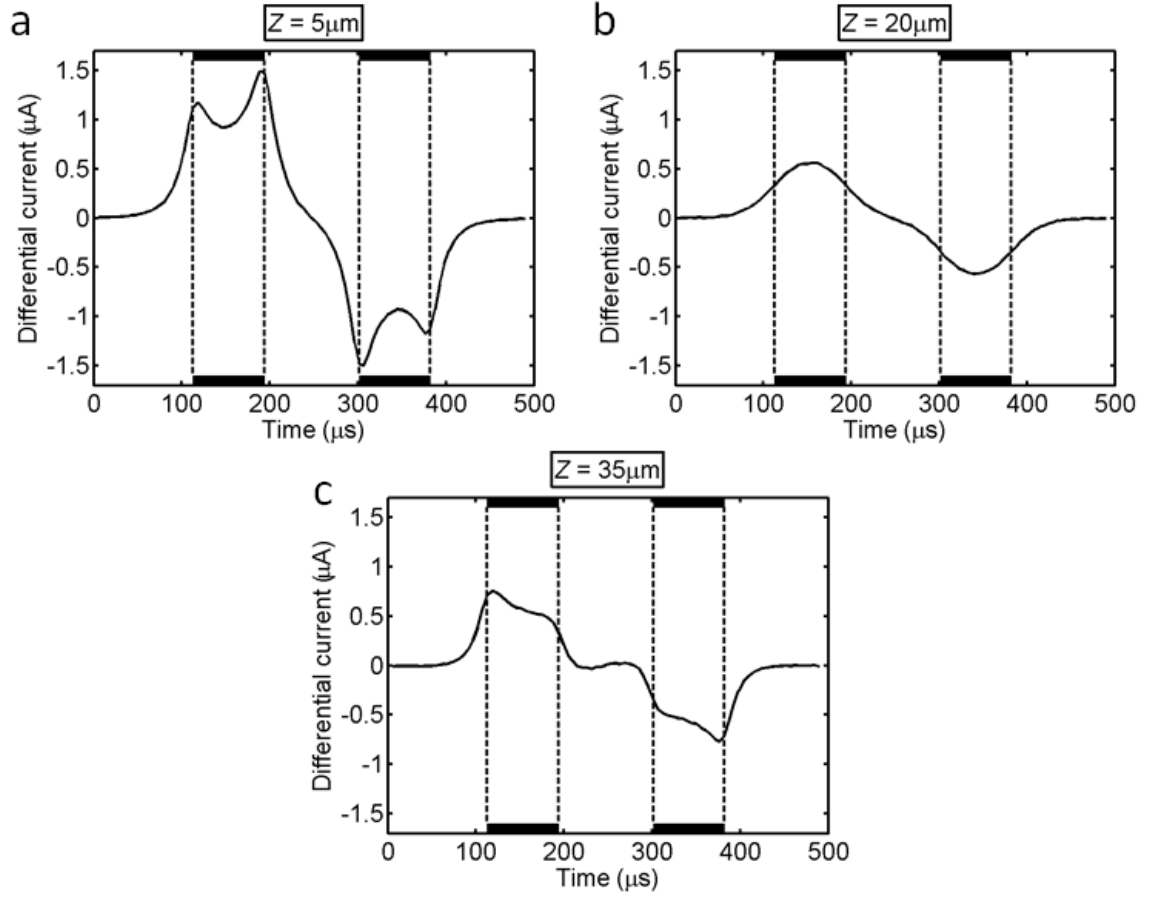 a
Z = 5μm
Differential current (μA)
1.5
1
0.5
0
-0.5
-1
-1.5
0 100 200 300 400 500
Time (μs)
b
Z = 20μm
Differential current (μA)
1.5
1
0.5
0
-0.5
-1
-1.5
0 100 200 300 400 500
Time (μs)
c
Z = 35μm
Differential current (μA)
1.5
1
0.5
0
-0.5
-1
-1.5
0 100 200 300 400 500
Time (μs)